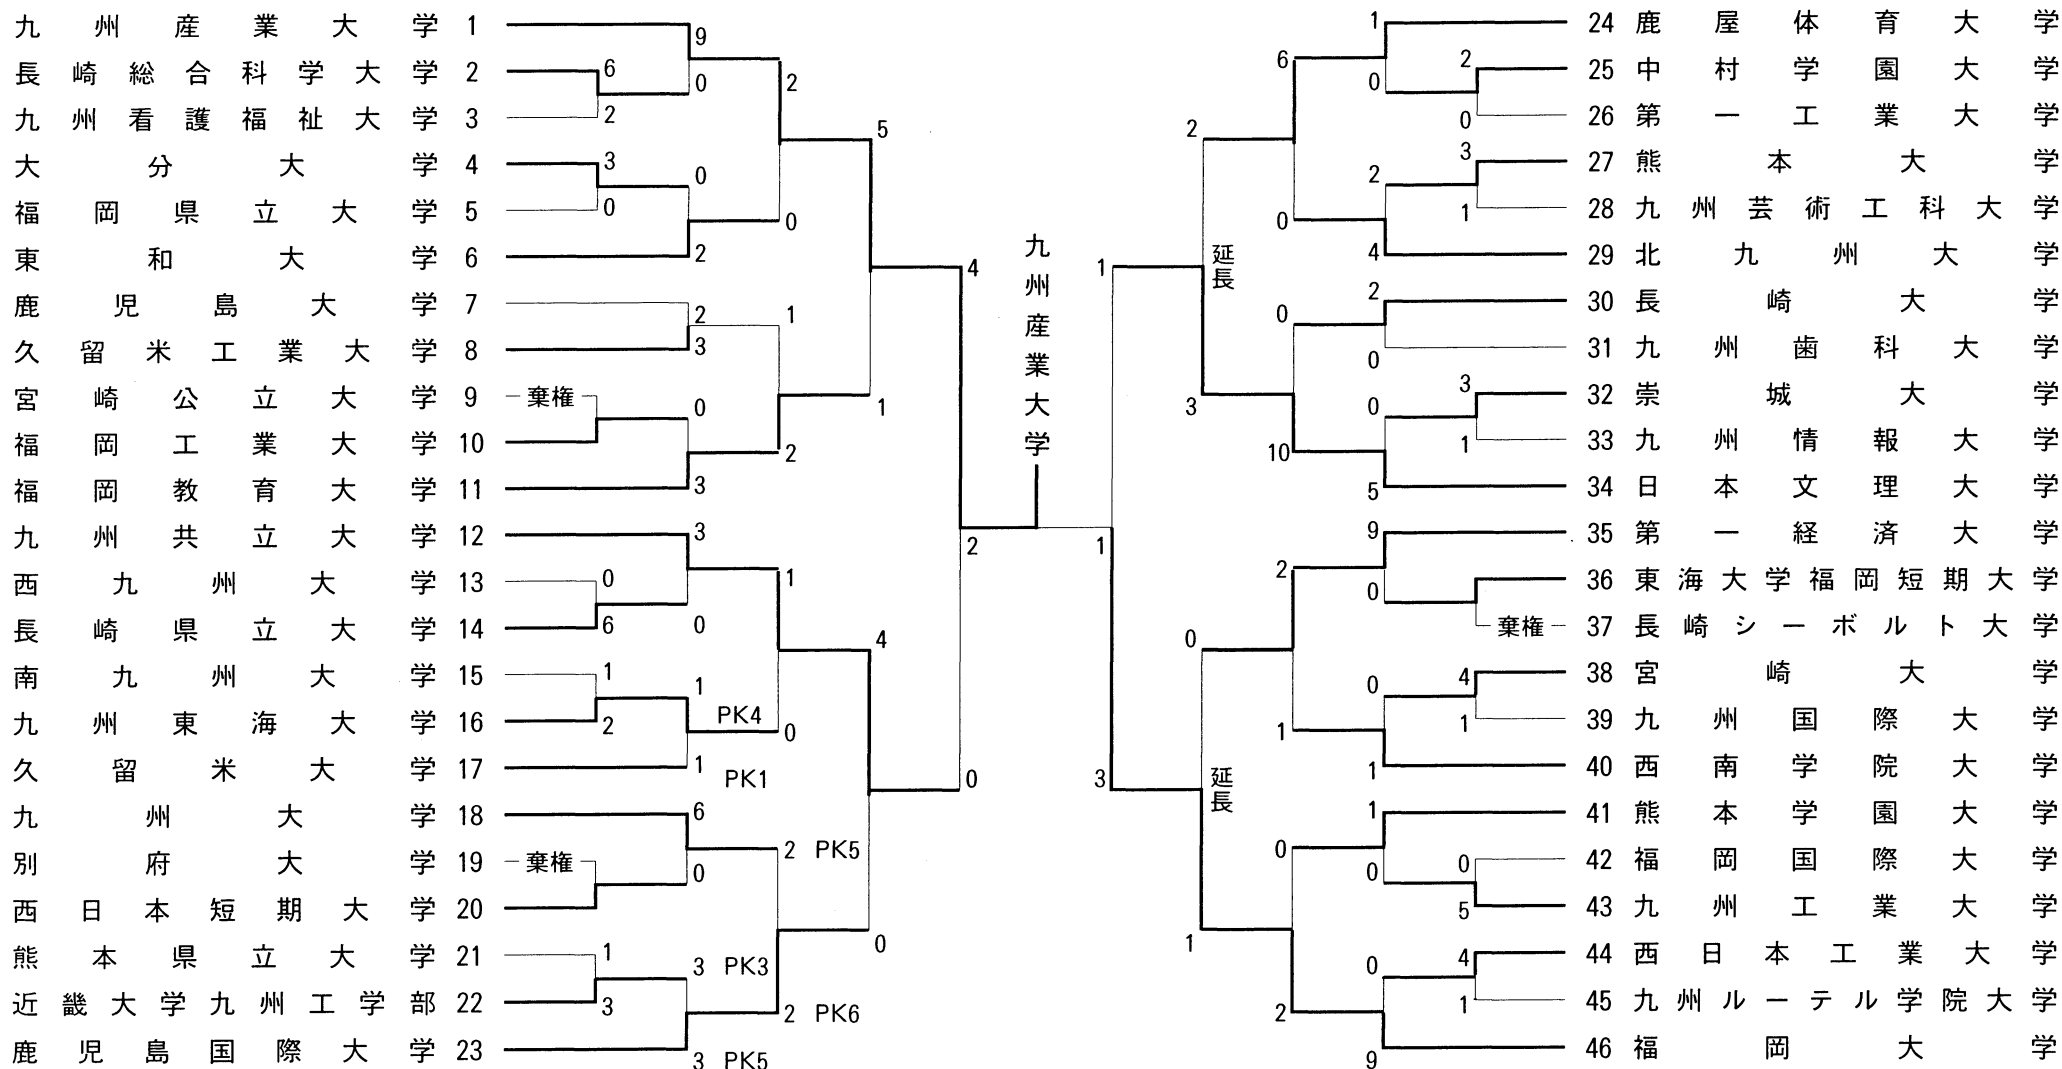 九州産業大学 1
長崎総合科学大学 2
九州看護福祉大学 3
大分大学 4
福岡県立大学 5
東和大学 6
鹿児島大学 7
久留米工業大学 8
宮崎公立大学 9 棄権
福岡工業大学 10
福岡教育大学 11
九州共立大学 12
西九州大学 13
長崎県立大学 14
南九州大学 15
九州東海大学 16
久留米大学 17
九州大学 18
別府大学 19 棄権
西日本短期大学 20
熊本県立大学 21
近畿大学九州工学部 22
鹿児島国際大学 23
9
6
0
2
2
3
0
0
2
0
5
2
3
1
0
3
2
1
3
0
6
0
1
1
2
1 PK4
1 PK1
0
4
6
0
2 PK5
1
3
3 PK3
3 PK5
2 PK6
0
4
0
2
九州産業大学
1
1
3
2
延長
3
0
延長
1
6
0
0
10
2
1
0
2
1
0
2
0
2
3
1
4
2
0
0
3
1
5
9
0
0
4
1
1
1
0
0
5
0
4
1
9
24 鹿屋体育大学
25 中村学園大学
26 第一工業大学
27 熊本大学
28 九州芸術工科大学
29 北九州大学
30 長崎大学
31 九州歯科大学
32 崇城大学
33 九州情報大学
34 日本文理大学
35 第一経済大学
36 東海大学福岡短期大学
棄権 37 長崎シーボルト大学
38 宮崎大学
39 九州国際大学
40 西南学院大学
41 熊本学園大学
42 福岡国際大学
43 九州工業大学
44 西日本工業大学
45 九州ルーテル学院大学
46 福岡大学